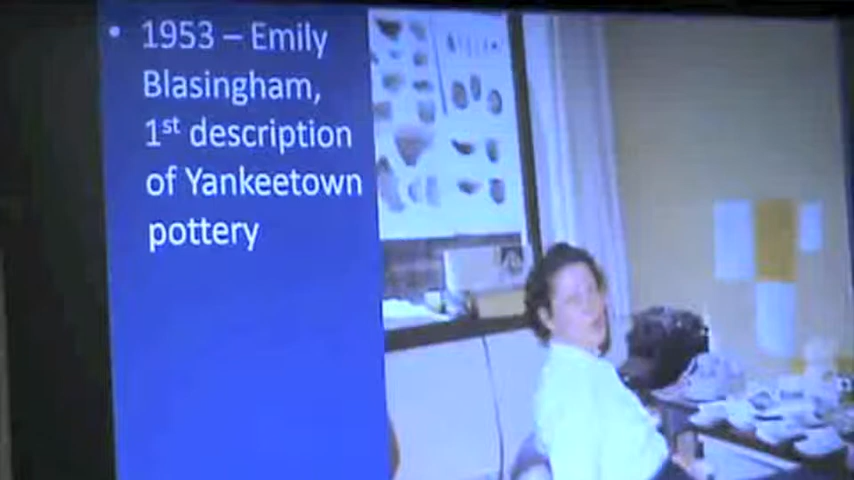 • 1953 – Emily
Blasingham,
1st description
of Yankeetown
pottery